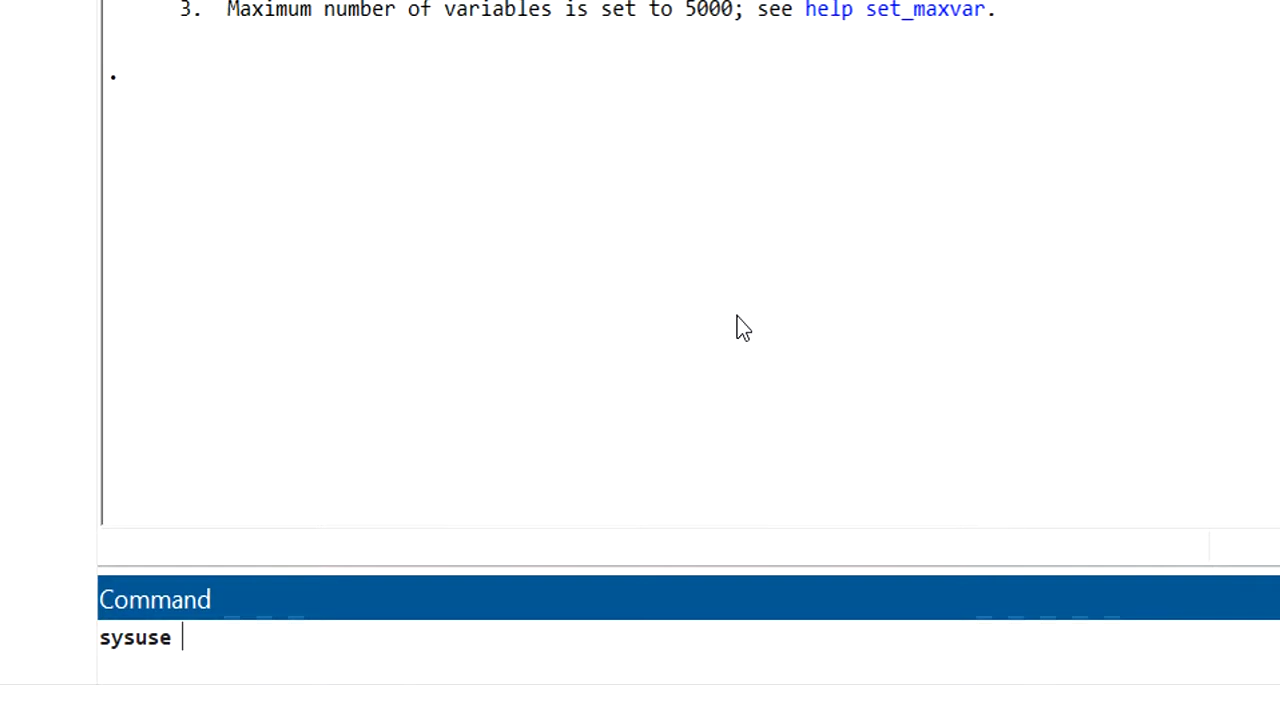 3.  Maximum number of variables is set to 5000; see help set_maxvar.
.
Command
sysuse